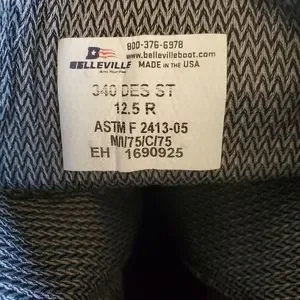 800-376-6978
BELLEVILLE
www.bellevilleboot.com
MADE IN THE USA
340 DES ST
12.5 R
ASTM F 2413-05
M/I/75/C/75
EH 1690925